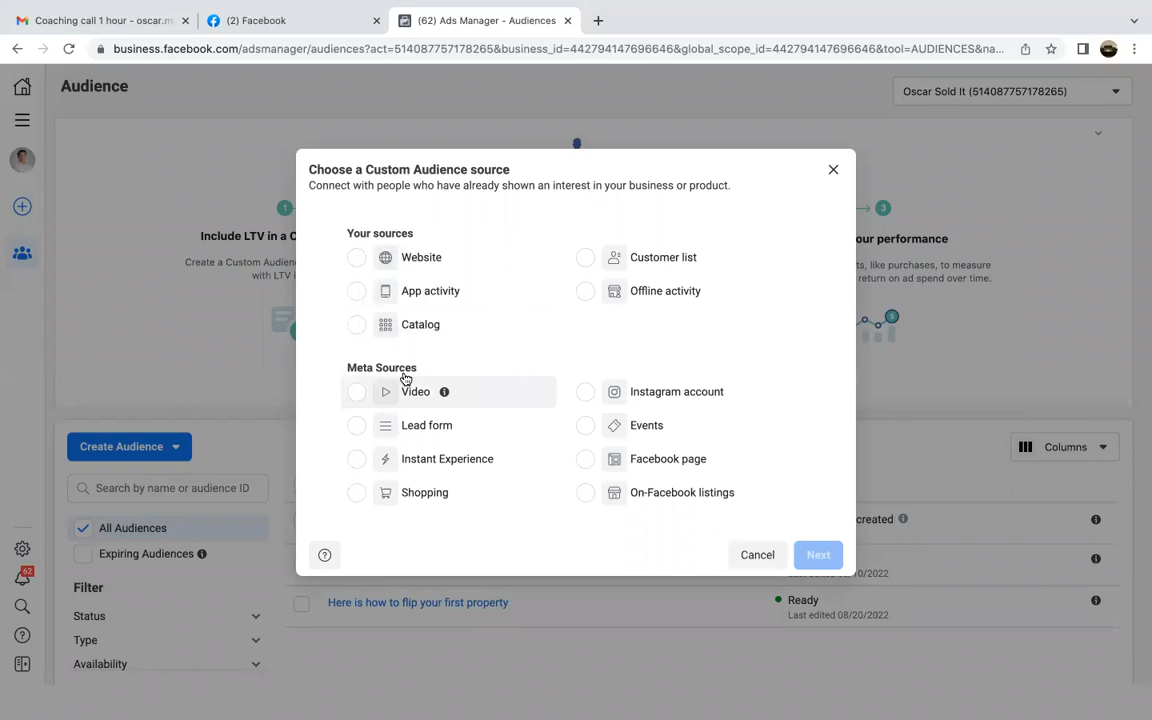 Coaching call 1 hour - oscar.m
(2) Facebook
(62) Ads Manager - Audiences
business.facebook.com/adsmanager/audiences?act=514087757178265&business_id=442794147696646&global_scope_id=442794147696646&tool=AUDIENCES&na...
Audience
Oscar Sold It (514087757178265)
1
3
Include LTV in a C
Create a Custom Audienc
with LTV i
our performance
s, like purchases, to measure
return on ad spend over time.
Choose a Custom Audience source
Connect with people who have already shown an interest in your business or product.
Your sources
Website
Customer list
App activity
Offline activity
Catalog
Meta Sources
Video
Instagram account
Lead form
Events
Instant Experience
Facebook page
Shopping
On-Facebook listings
Cancel
Next
Create Audience
Columns
Search by name or audience ID
All Audiences
Expiring Audiences
Filter
Status
Type
Availability
created
Here is how to flip your first property
Ready
Last edited 08/20/2022
62